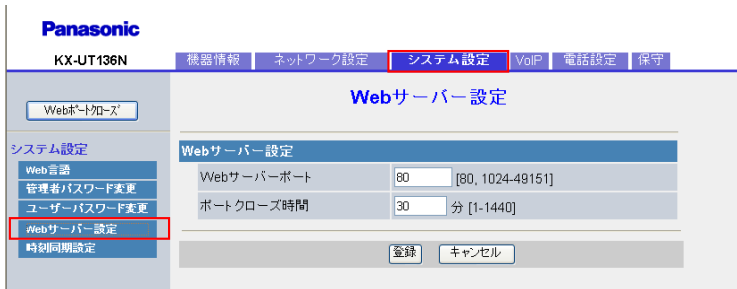 Panasonic
KX-UT136N
機器情報 ネットワーク設定 システム設定 VoIP 電話設定 保守
Webﾎﾟｰﾄｸﾛｰｽﾞ
Webサーバー設定
システム設定
Web言語
管理者パスワード変更
ユーザーパスワード変更
Webサーバー設定
時刻同期設定
Webサーバー設定
Webサーバーポート 80 [80, 1024-49151]
ポートクローズ時間 30 分 [1-1440]
登録 キャンセル